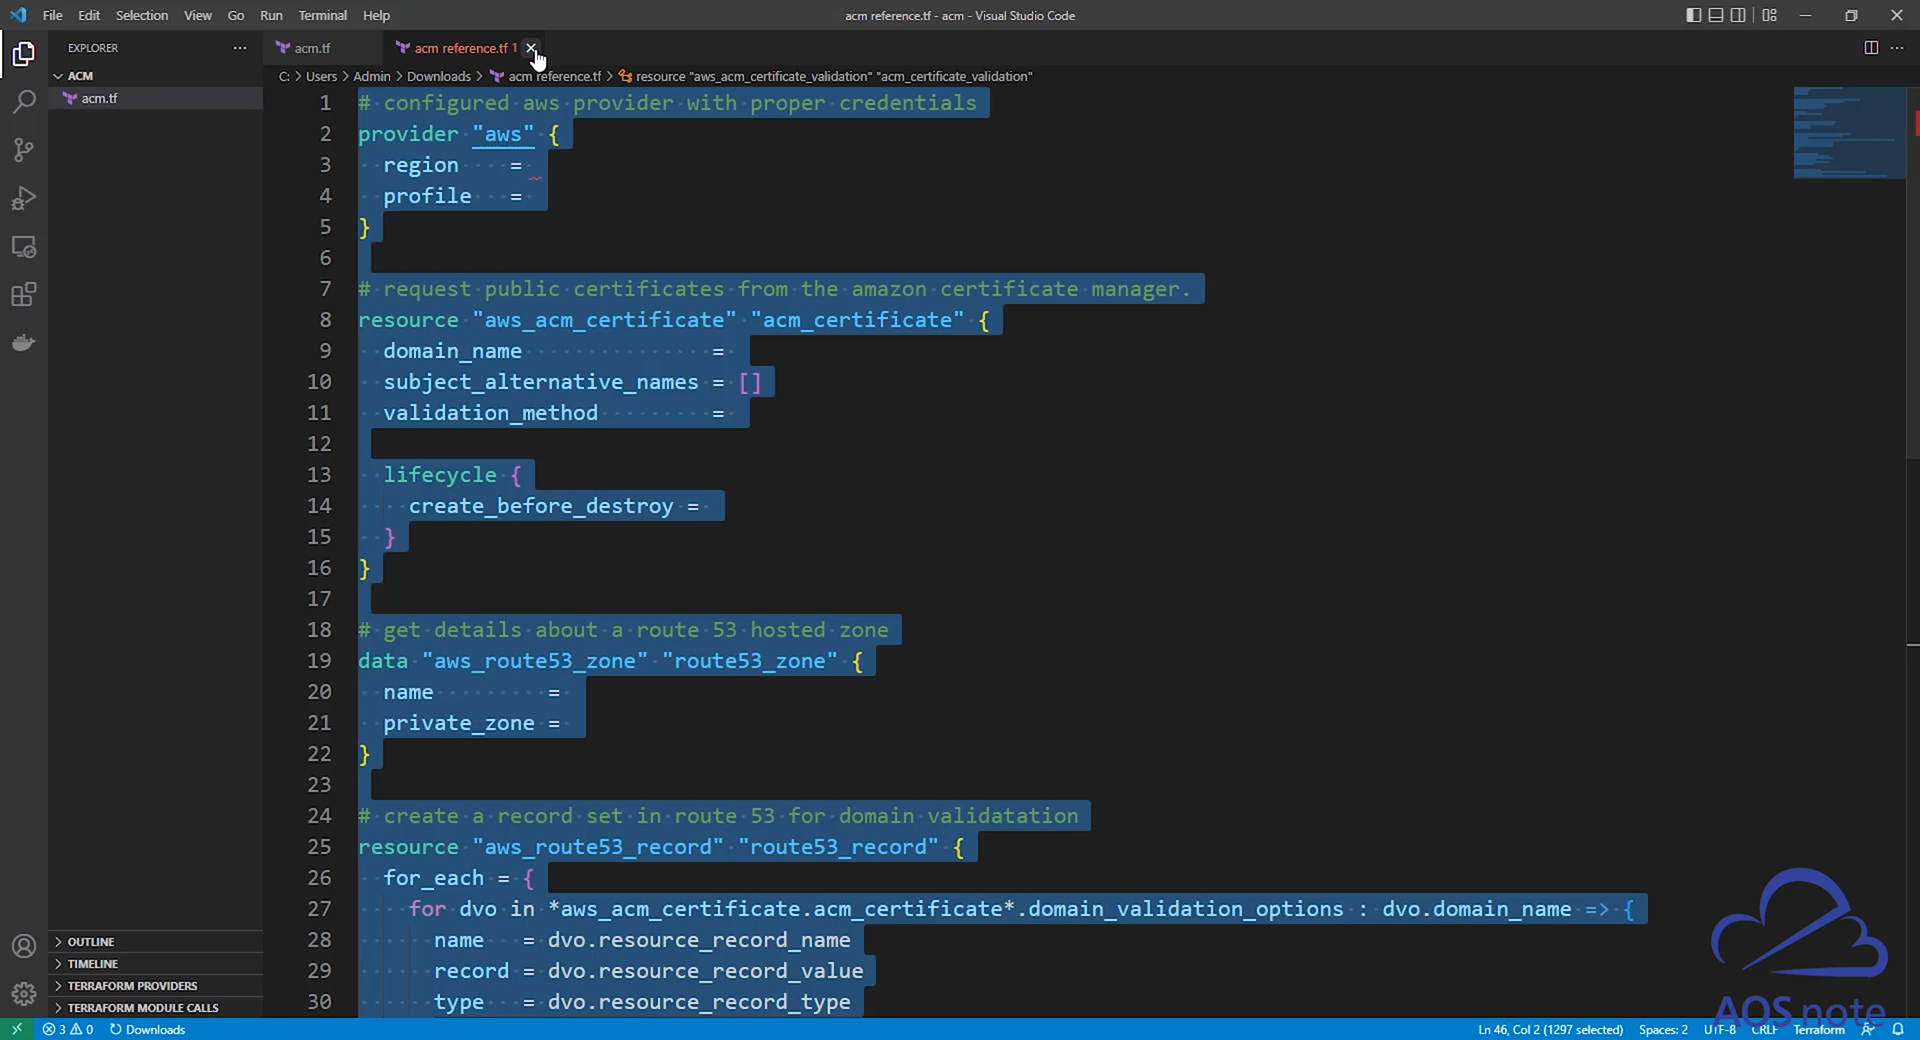 File Edit Selection View Go Run Terminal Help
acm reference.tf - acm - Visual Studio Code
EXPLORER
ACM
acm.tf
OUTLINE
TIMELINE
TERRAFORM PROVIDERS
TERRAFORM MODULE CALLS
acm.tf
acm reference.tf 1
C: > Users > Admin > Downloads > acm reference.tf > resource "aws_acm_certificate_validation" "acm_certificate_validation"
1 # configured aws provider with proper credentials
2 provider "aws" {
3 region =
4 profile =
5 }
6
7 # request public certificates from the amazon certificate manager.
8 resource "aws_acm_certificate" "acm_certificate" {
9 domain_name =
10 subject_alternative_names = []
11 validation_method =
12
13 lifecycle {
14 create_before_destroy =
15 }
16 }
17
18 # get details about a route 53 hosted zone
19 data "aws_route53_zone" "route53_zone" {
20 name =
21 private_zone =
22 }
23
24 # create a record set in route 53 for domain validatation
25 resource "aws_route53_record" "route53_record" {
26 for_each = {
27 for dvo in *aws_acm_certificate.acm_certificate*.domain_validation_options : dvo.domain_name => {
28 name = dvo.resource_record_name
29 record = dvo.resource_record_value
30 type = dvo.resource_record_type
AOS note
3 0 Downloads
Ln 46, Col 2 (1297 selected) Spaces: 2 UTF-8 CRLF Terraform